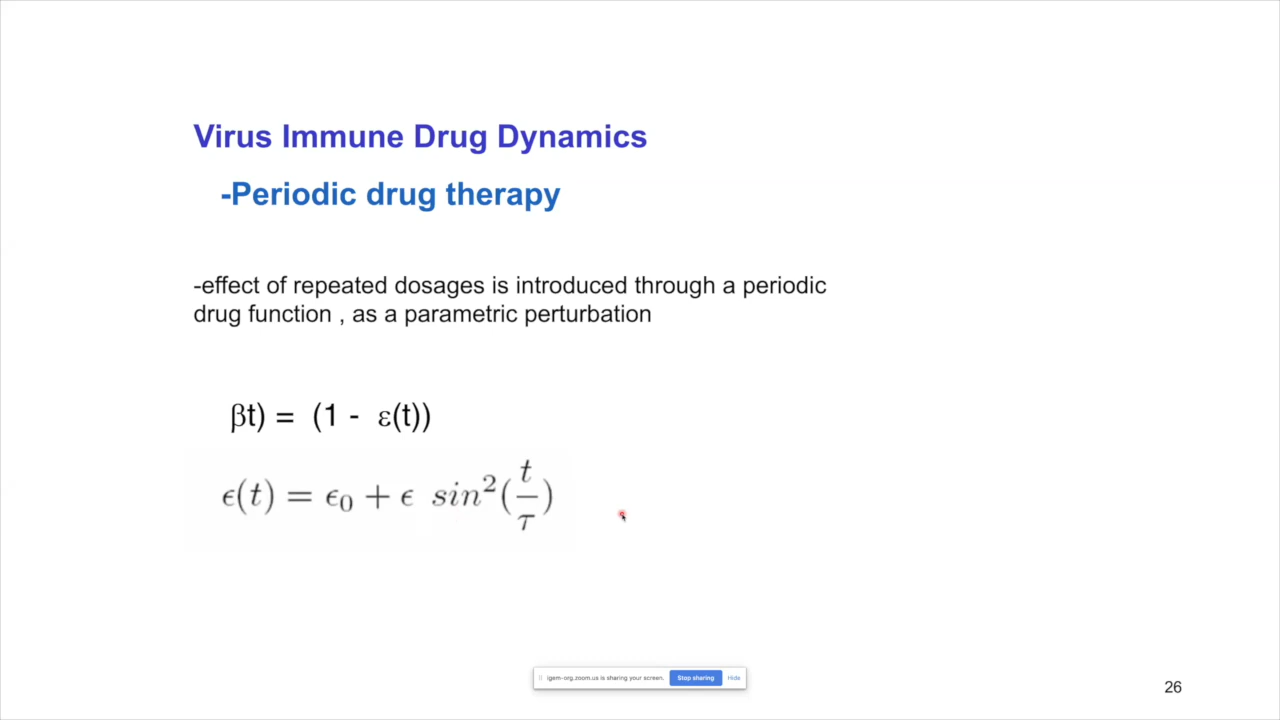 Virus Immune Drug Dynamics
-Periodic drug therapy
-effect of repeated dosages is introduced through a periodic
drug function , as a parametric perturbation
βt) = (1 - ε(t))
ϵ(t) = ϵ₀ + ϵ sin²(t/τ)
igem-org.zoom.us is sharing your screen. Stop sharing Hide
26